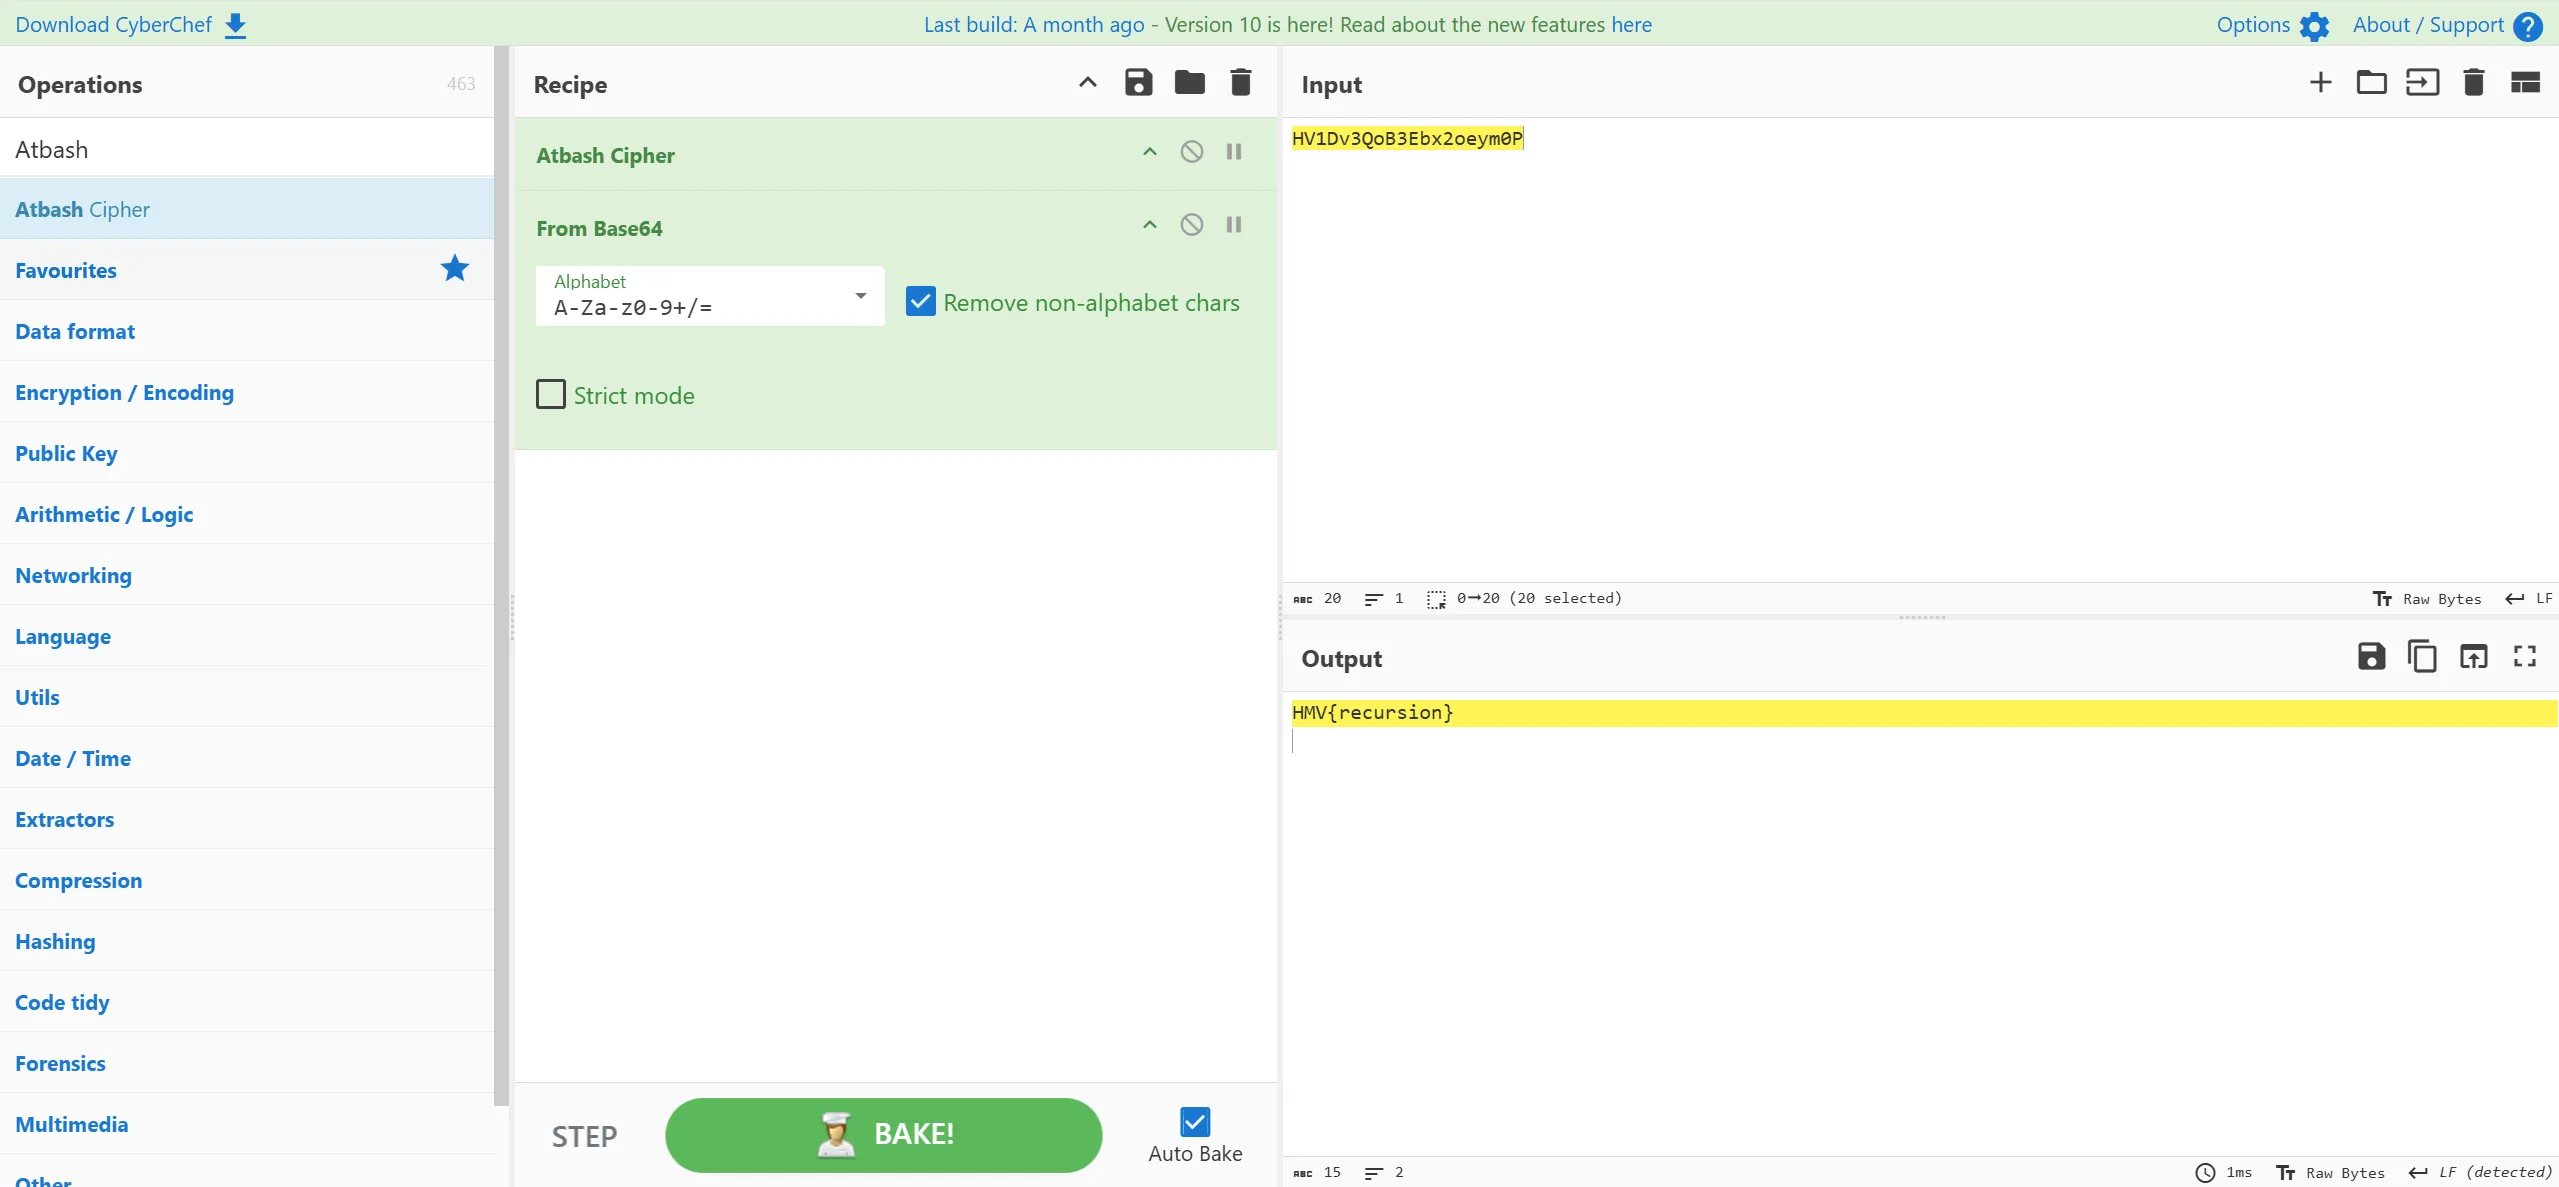 Download CyberChef
Last build: A month ago - Version 10 is here! Read about the new features here
Options
About / Support
Operations
463
Atbash
Atbash Cipher
Favourites
Data format
Encryption / Encoding
Public Key
Arithmetic / Logic
Networking
Language
Utils
Date / Time
Extractors
Compression
Hashing
Code tidy
Forensics
Multimedia
Other
Recipe
Atbash Cipher
From Base64
Alphabet
A-Za-z0-9+/=
Remove non-alphabet chars
Strict mode
STEP
BAKE!
Auto Bake
Input
HV1Dv3QoB3Ebx2oeym0P
ABC 20
1
0→20 (20 selected)
Tт Raw Bytes
LF
Output
HMV{recursion}
ABC 15
2
1ms
Tт Raw Bytes
LF (detected)